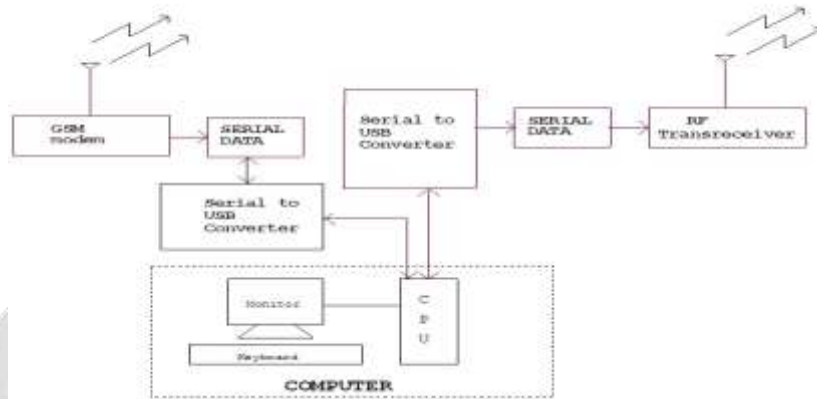 GSM
modem
SERIAL
DATA
Serial to
USB
Converter
Serial to
USB
Converter
SERIAL
DATA
RF
Transreceiver
Monitor
C
P
U
Keyboard
COMPUTER